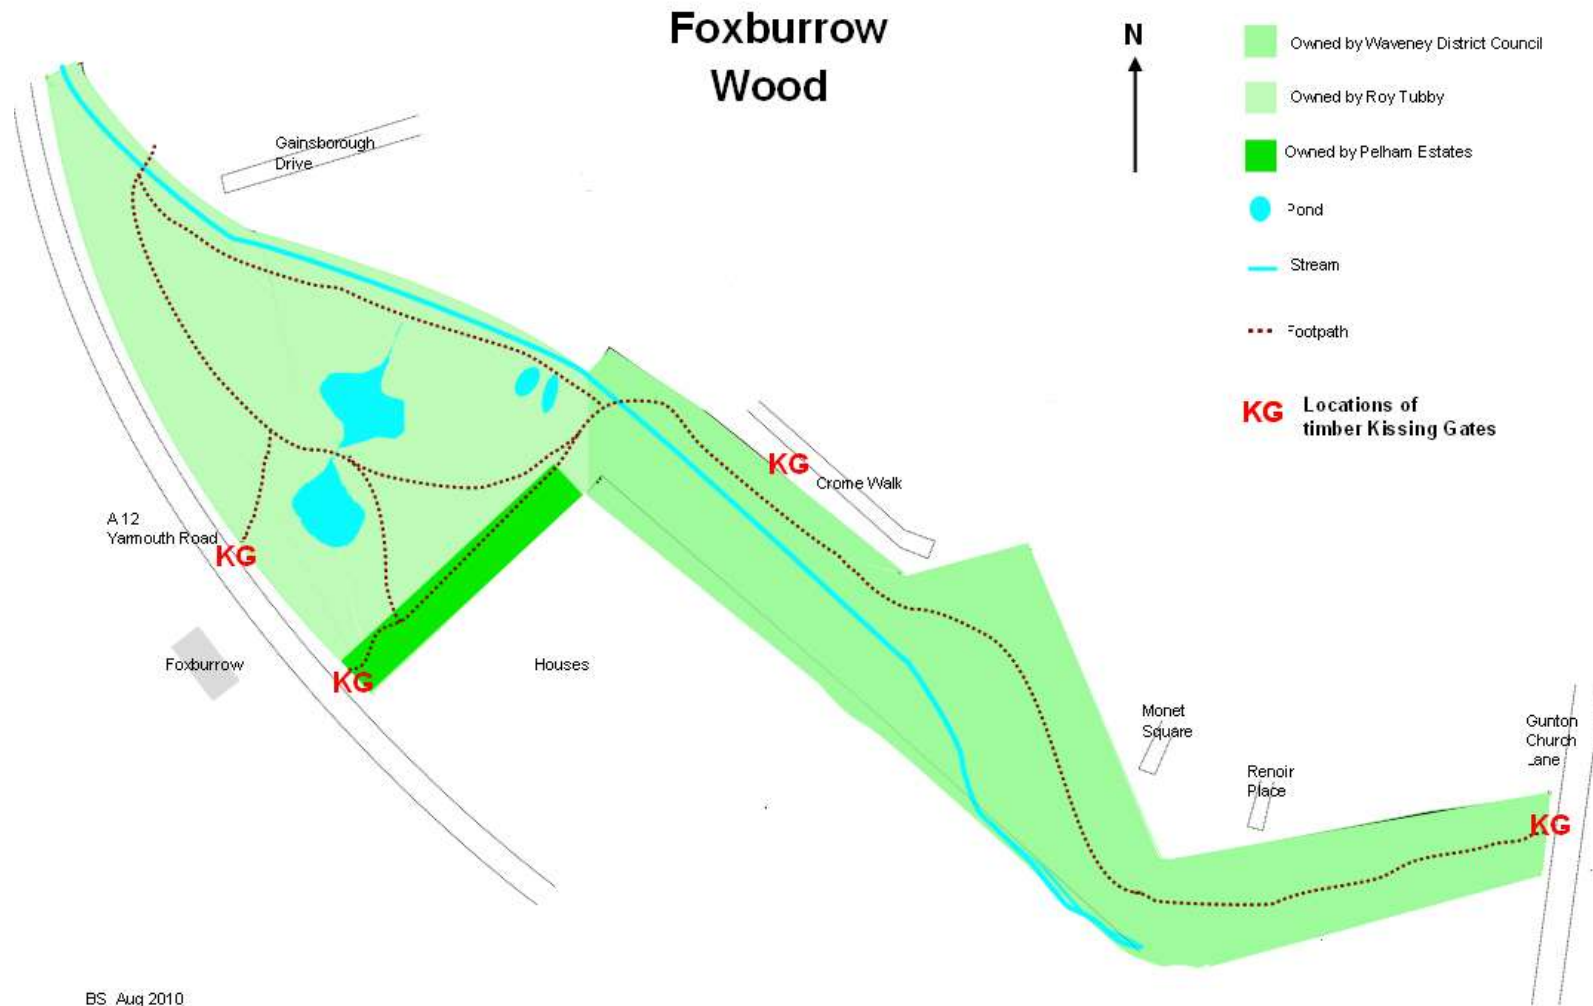 Foxburrow
Wood
N
Owned by Waveney District Council
Owned by Roy Tubby
Owned by Pelham Estates
Pond
Stream
Footpath
KG Locations of
timber Kissing Gates
Gainsborough
Drive
KG
Crome Walk
A 12
Yarmouth Road
KG
Foxburrow
KG
Houses
Monet
Square
Renoir
Place
Gunton
Church
Lane
KG
BS Aug 2010